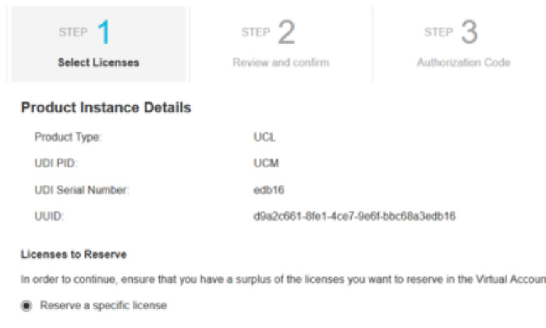 STEP 1
STEP 2
STEP 3
Select Licenses
Review and confirm
Authorization Code
Product Instance Details
Product Type: UCL
UDI PID: UCM
UDI Serial Number: edb16
UUID: d9a2c661-8fe1-4ce7-9e6f-bbc68a3edb16
Licenses to Reserve
In order to continue, ensure that you have a surplus of the licenses you want to reserve in the Virtual Accoun
Reserve a specific license